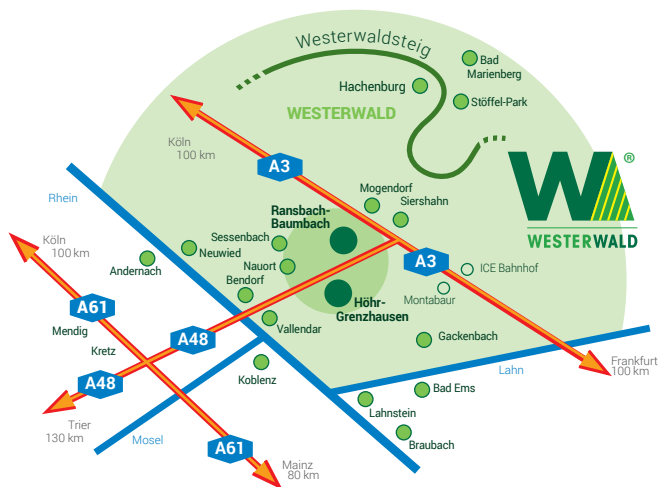 Westerwaldsteig
Bad
Marienberg
Hachenburg
Stöffel-Park
WESTERWALD
Köln
100 km
A3
W
®
WESTERWALD
Mogendorf
Siershahn
Rhein
Ransbach-
Baumbach
Köln
100 km
Sessenbach
Neuwied
Andernach
Nauort
A3
ICE Bahnhof
Bendorf
Montabaur
Höhr-
Grenzhausen
A61
Mendig
Vallendar
Kretz
A48
Gackenbach
Koblenz
Frankfurt
100 km
Lahn
A48
Bad Ems
Lahnstein
Trier
130 km
Mosel
A61
Braubach
Mainz
80 km